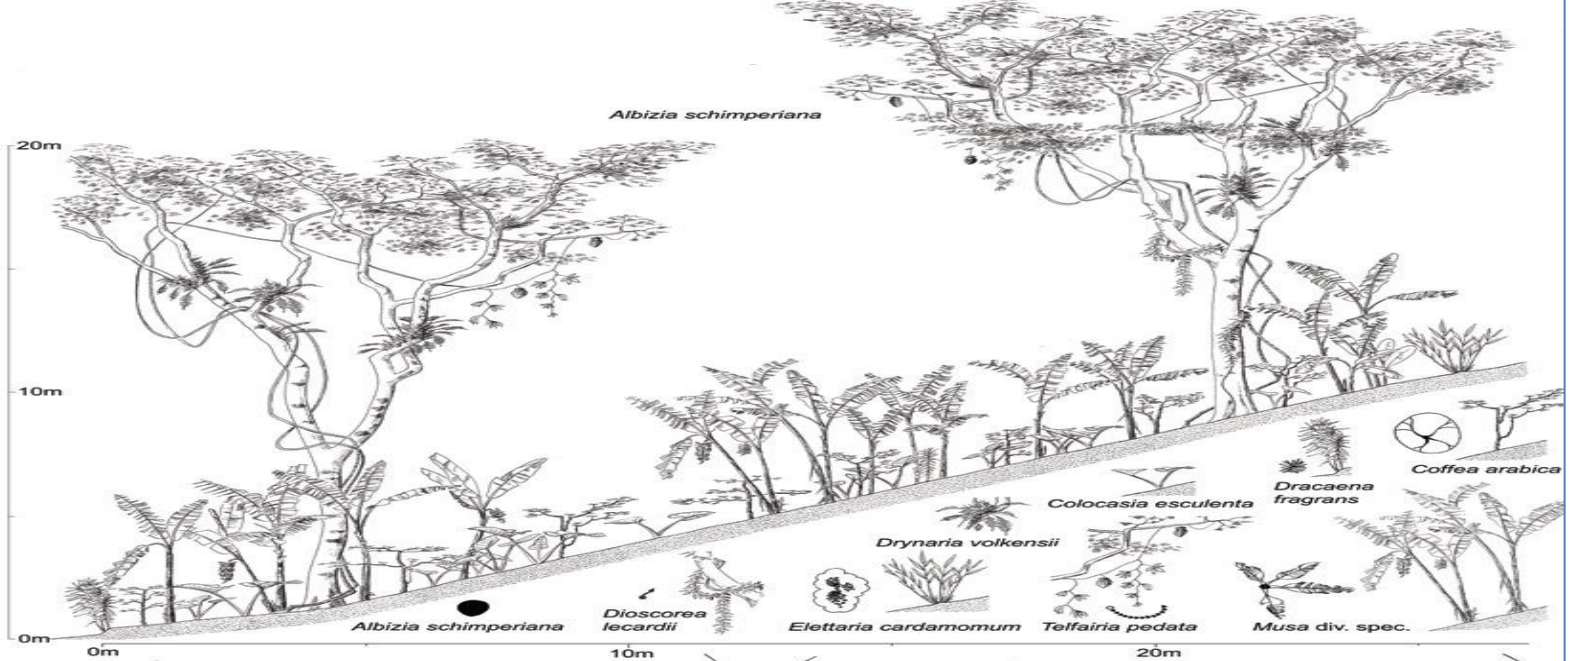 Albizia schimperiana
20m
10m
Coffea arabica
Dracaena
fragrans
Colocasia esculenta
Drynaria volkensii
Dioscorea
lecardii
Albizia schimperiana
Elettaria cardamomum
Telfairia pedata
Musa div. spec.
0m
0m
10m
20m